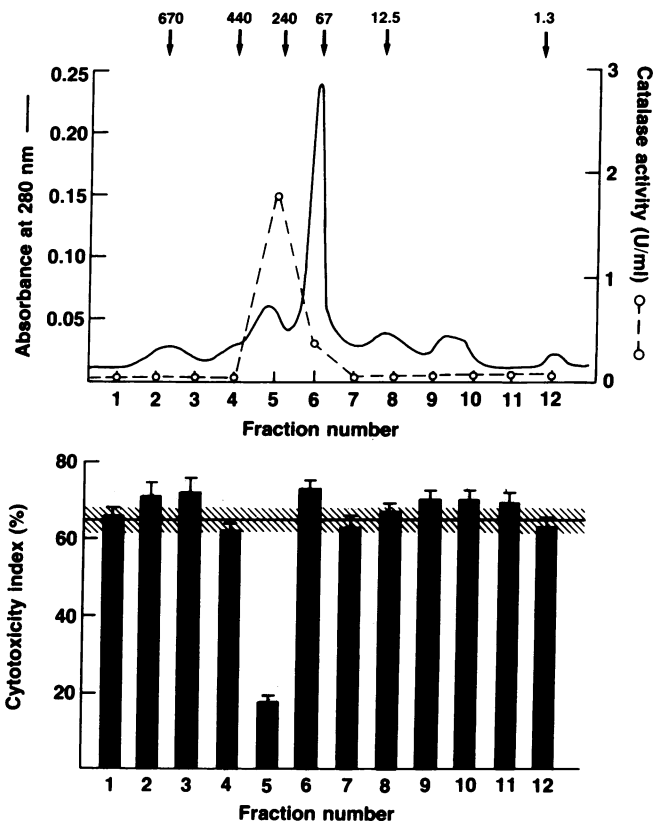 670 440 240 67 12.5 1.3
Absorbance at 280 nm
0.25
0.20
0.15
0.10
0.05
3
2
1
0
Catalase activity (U/ml)
1 2 3 4 5 6 7 8 9 10 11 12
Fraction number
Cytotoxicity index (%)
80
60
40
20
1 2 3 4 5 6 7 8 9 10 11 12
Fraction number